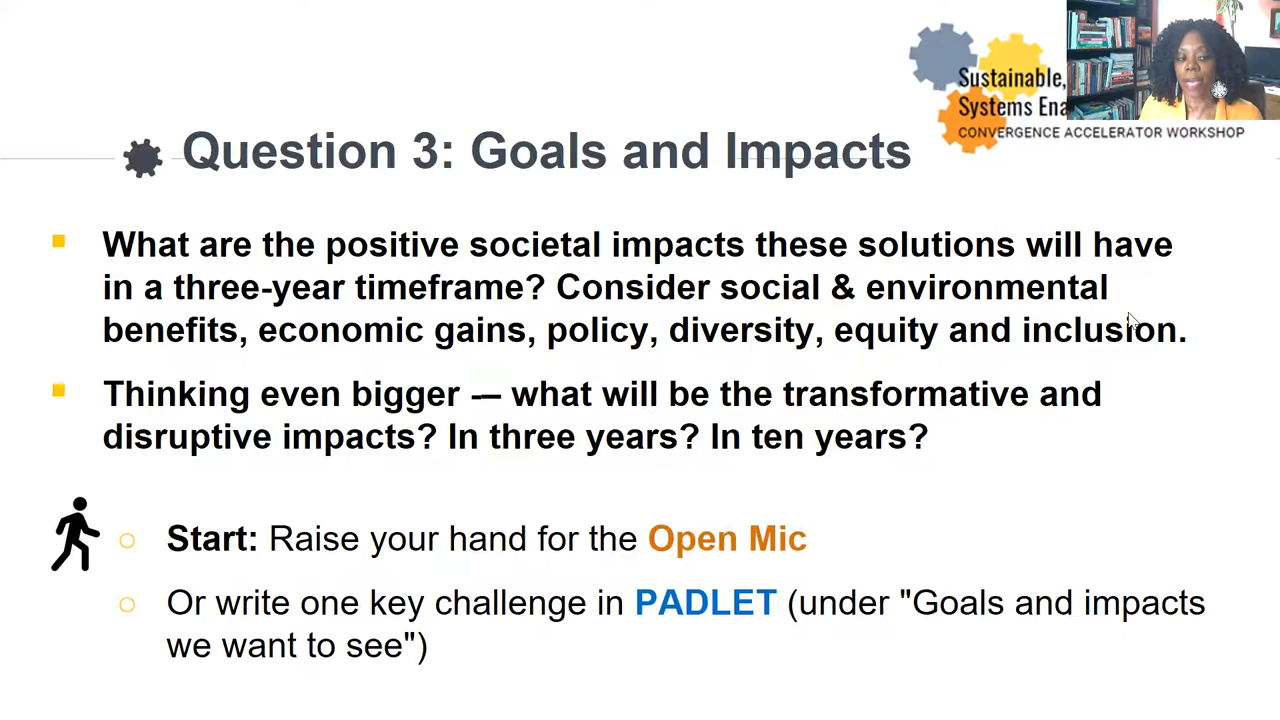 Sustainable,
Systems Ena
CONVERGENCE ACCELERATOR WORKSHOP
Question 3: Goals and Impacts
What are the positive societal impacts these solutions will have
in a three-year timeframe? Consider social & environmental
benefits, economic gains, policy, diversity, equity and inclusion.
Thinking even bigger -– what will be the transformative and
disruptive impacts? In three years? In ten years?
Start: Raise your hand for the Open Mic
Or write one key challenge in PADLET (under "Goals and impacts
we want to see")